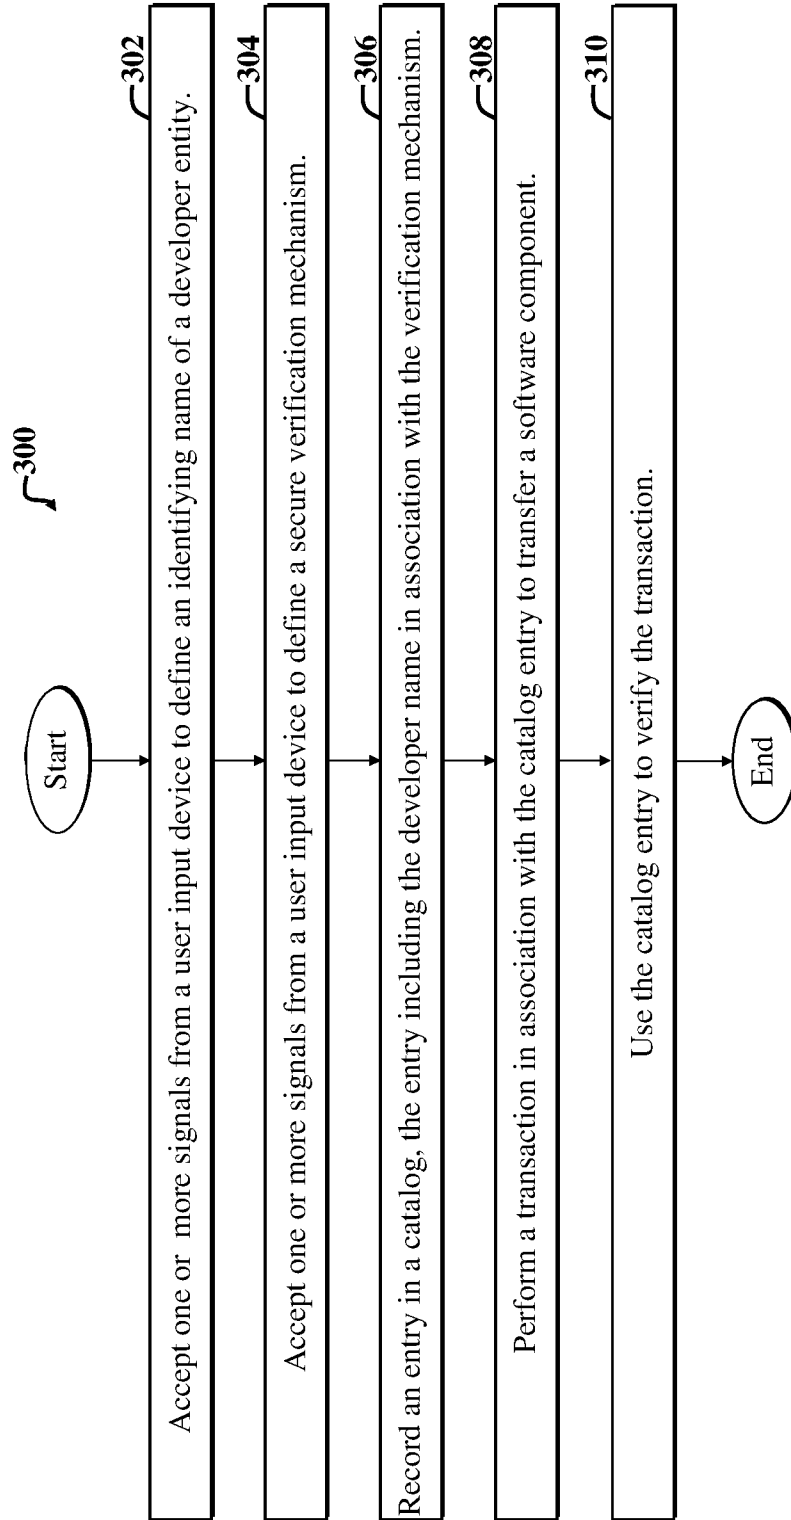 300
Start
302
Accept one or more signals from a user input device to define an identifying name of a developer entity.
304
Accept one or more signals from a user input device to define a secure verification mechanism.
306
Record an entry in a catalog, the entry including the developer name in association with the verification mechanism.
308
Perform a transaction in association with the catalog entry to transfer a software component.
310
Use the catalog entry to verify the transaction.
End